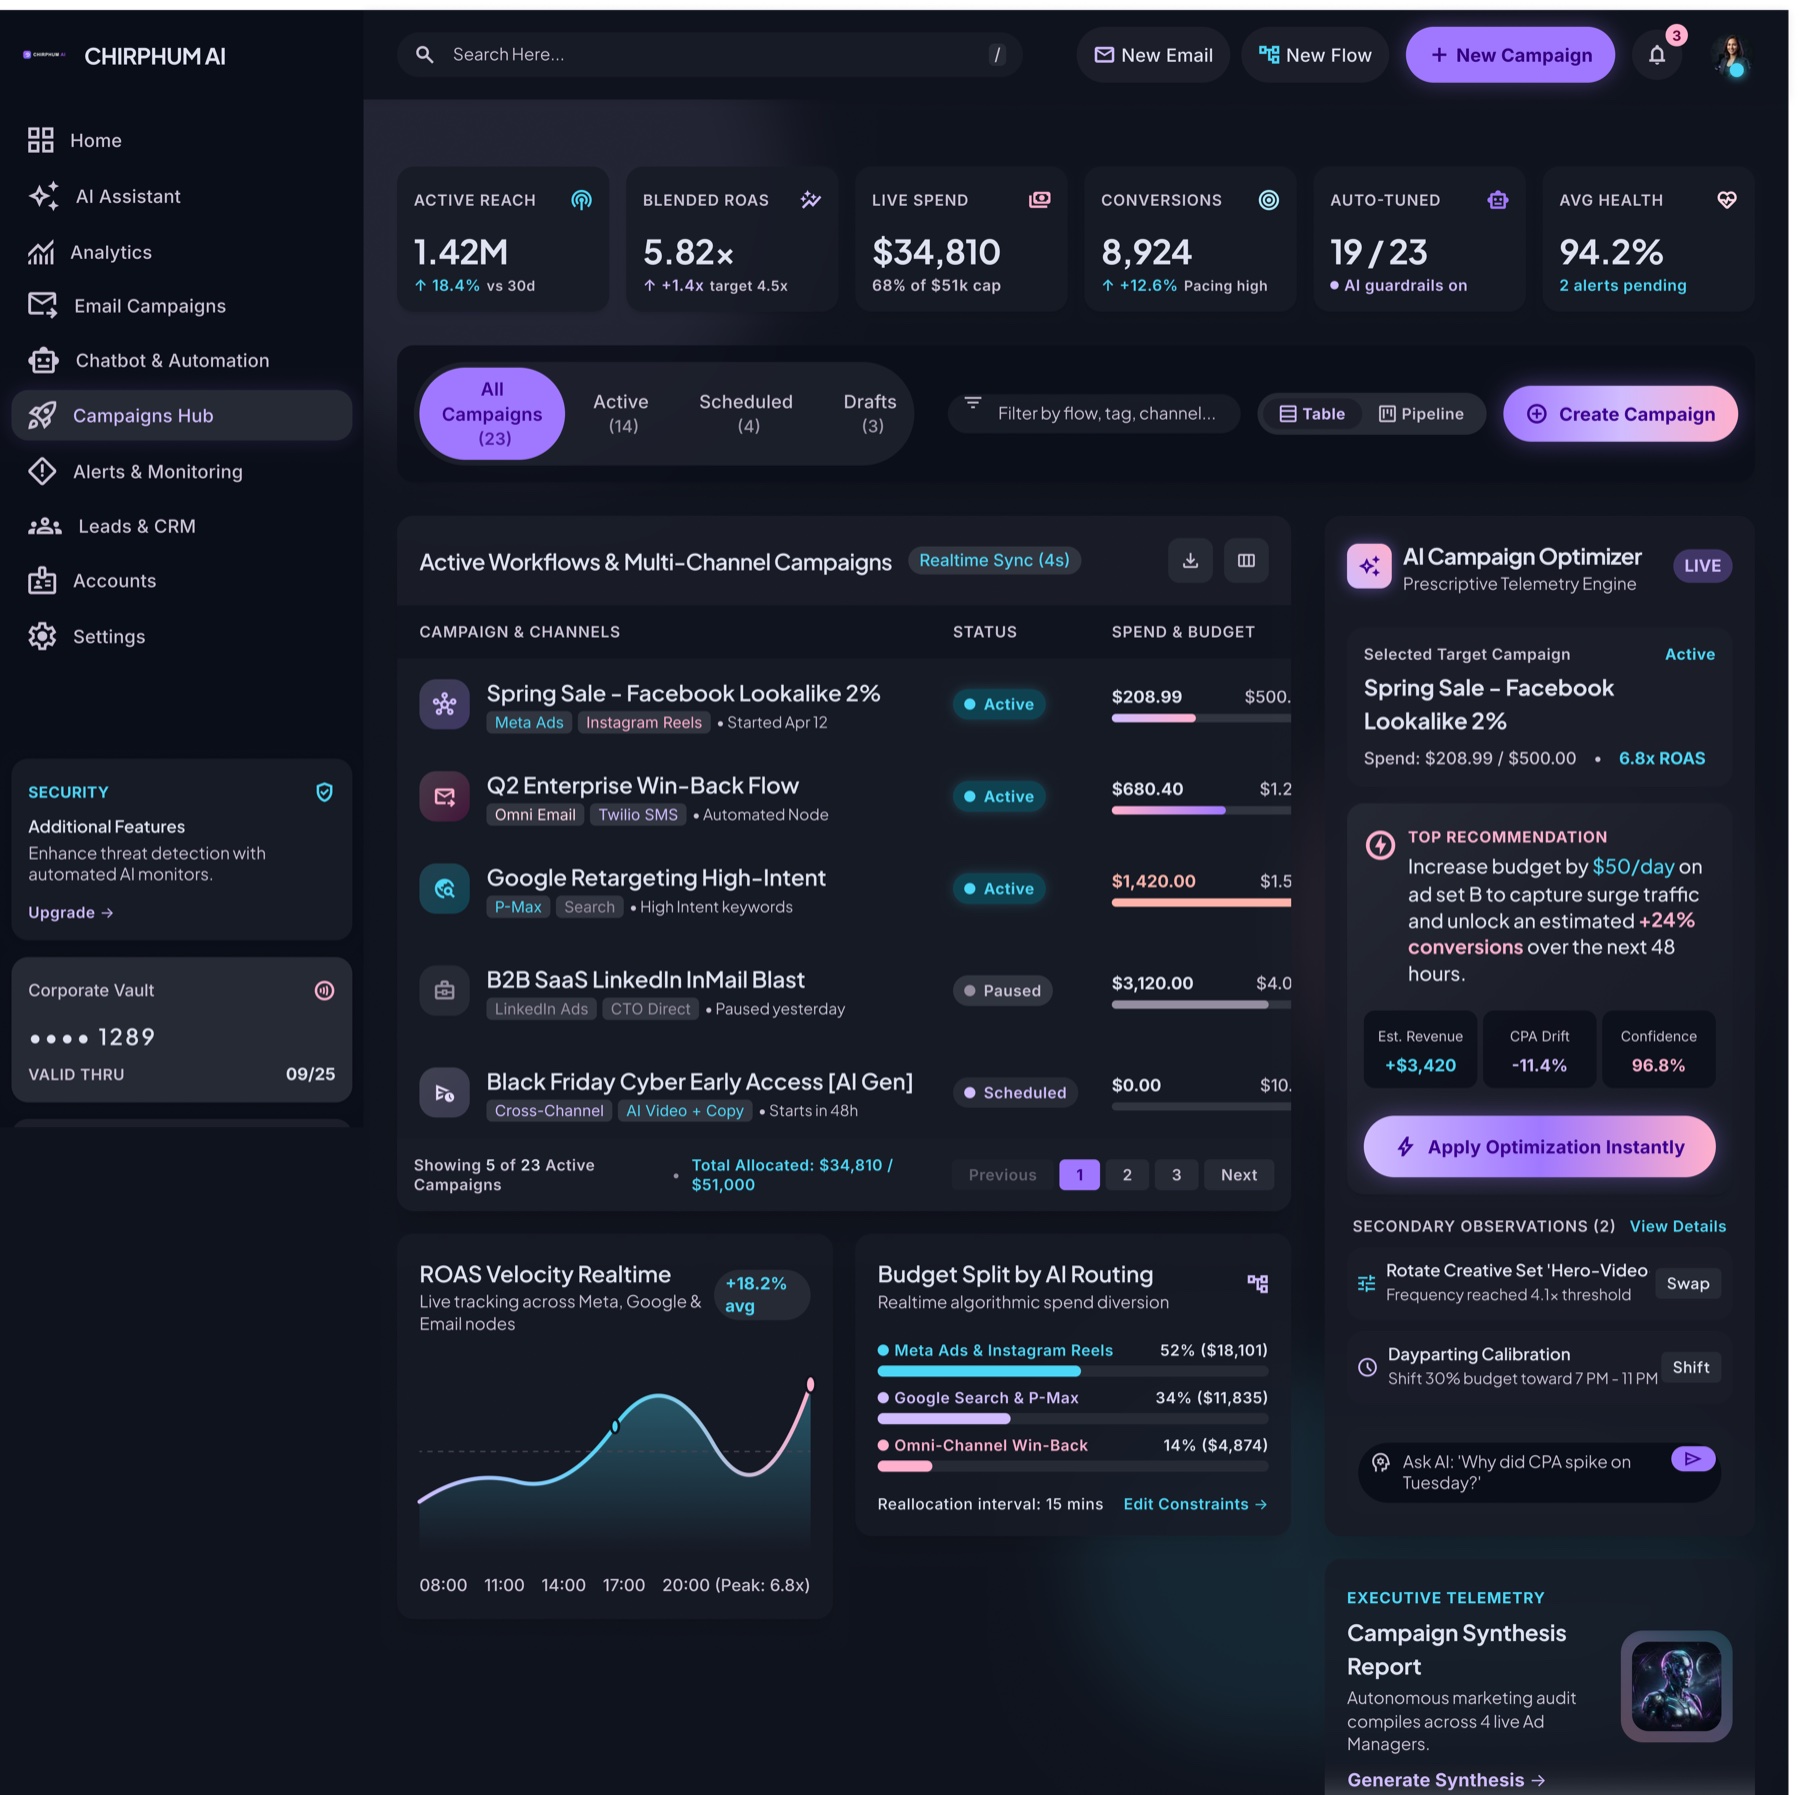 CHIRPHUM AI
CHIRPHUM AI
Search Here...
/
New Email
New Flow
+ New Campaign
3
Home
AI Assistant
Analytics
Email Campaigns
Chatbot & Automation
Campaigns Hub
Alerts & Monitoring
Leads & CRM
Accounts
Settings
SECURITY
Additional Features
Enhance threat detection with
automated AI monitors.
Upgrade →
Corporate Vault
•••• 1289
VALID THRU
09/25
ACTIVE REACH
1.42M
↑ 18.4% vs 30d
BLENDED ROAS
5.82x
↑ +1.4x target 4.5x
LIVE SPEND
$34,810
68% of $51k cap
CONVERSIONS
8,924
↑ +12.6% Pacing high
AUTO-TUNED
19 / 23
AI guardrails on
AVG HEALTH
94.2%
2 alerts pending
All
Campaigns
(23)
Active
(14)
Scheduled
(4)
Drafts
(3)
Filter by flow, tag, channel...
Table
Pipeline
Create Campaign
Active Workflows & Multi-Channel Campaigns
Realtime Sync (4s)
CAMPAIGN & CHANNELS
STATUS
SPEND & BUDGET
Spring Sale - Facebook Lookalike 2%
Meta Ads
Instagram Reels
• Started Apr 12
Active
$208.99
$500.
Q2 Enterprise Win-Back Flow
Omni Email
Twilio SMS
• Automated Node
Active
$680.40
$1.2
Google Retargeting High-Intent
P-Max
Search
• High Intent keywords
Active
$1,420.00
$1.5
B2B SaaS LinkedIn InMail Blast
LinkedIn Ads
CTO Direct
• Paused yesterday
Paused
$3,120.00
$4.0
Black Friday Cyber Early Access [AI Gen]
Cross-Channel
AI Video + Copy
• Starts in 48h
Scheduled
$0.00
$10.
Showing 5 of 23 Active
Campaigns
•
Total Allocated: $34,810 /
$51,000
Previous
1
2
3
Next
ROAS Velocity Realtime
Live tracking across Meta, Google &
Email nodes
+18.2%
avg
08:00
11:00
14:00
17:00
20:00 (Peak: 6.8x)
Budget Split by AI Routing
Realtime algorithmic spend diversion
Meta Ads & Instagram Reels
52% ($18,101)
Google Search & P-Max
34% ($11,835)
Omni-Channel Win-Back
14% ($4,874)
Reallocation interval: 15 mins
Edit Constraints →
AI Campaign Optimizer
Prescriptive Telemetry Engine
LIVE
Selected Target Campaign
Active
Spring Sale - Facebook
Lookalike 2%
Spend: $208.99 / $500.00 • 6.8x ROAS
TOP RECOMMENDATION
Increase budget by $50/day on
ad set B to capture surge traffic
and unlock an estimated +24%
conversions over the next 48
hours.
Est. Revenue
+$3,420
CPA Drift
-11.4%
Confidence
96.8%
Apply Optimization Instantly
SECONDARY OBSERVATIONS (2)
View Details
Rotate Creative Set 'Hero-Video
Frequency reached 4.1x threshold
Swap
Dayparting Calibration
Shift 30% budget toward 7 PM - 11 PM
Shift
Ask AI: 'Why did CPA spike on
Tuesday?'
EXECUTIVE TELEMETRY
Campaign Synthesis
Report
Autonomous marketing audit
compiles across 4 live Ad
Managers.
Generate Synthesis →